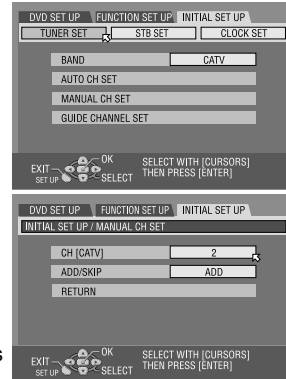 DVD SET UP FUNCTION SET UP INITIAL SET UP
TUNER SET STB SET CLOCK SET
BAND CATV
AUTO CH SET
MANUAL CH SET
GUIDE CHANNEL SET
EXIT OK SELECT WITH [CURSORS]
SET UP SELECT THEN PRESS [ENTER]
DVD SET UP FUNCTION SET UP INITIAL SET UP
INITIAL SET UP / MANUAL CH SET
CH [CATV] 2
ADD/SKIP ADD
RETURN
s
EXIT OK SELECT WITH [CURSORS]
SET UP SELECT THEN PRESS [ENTER]